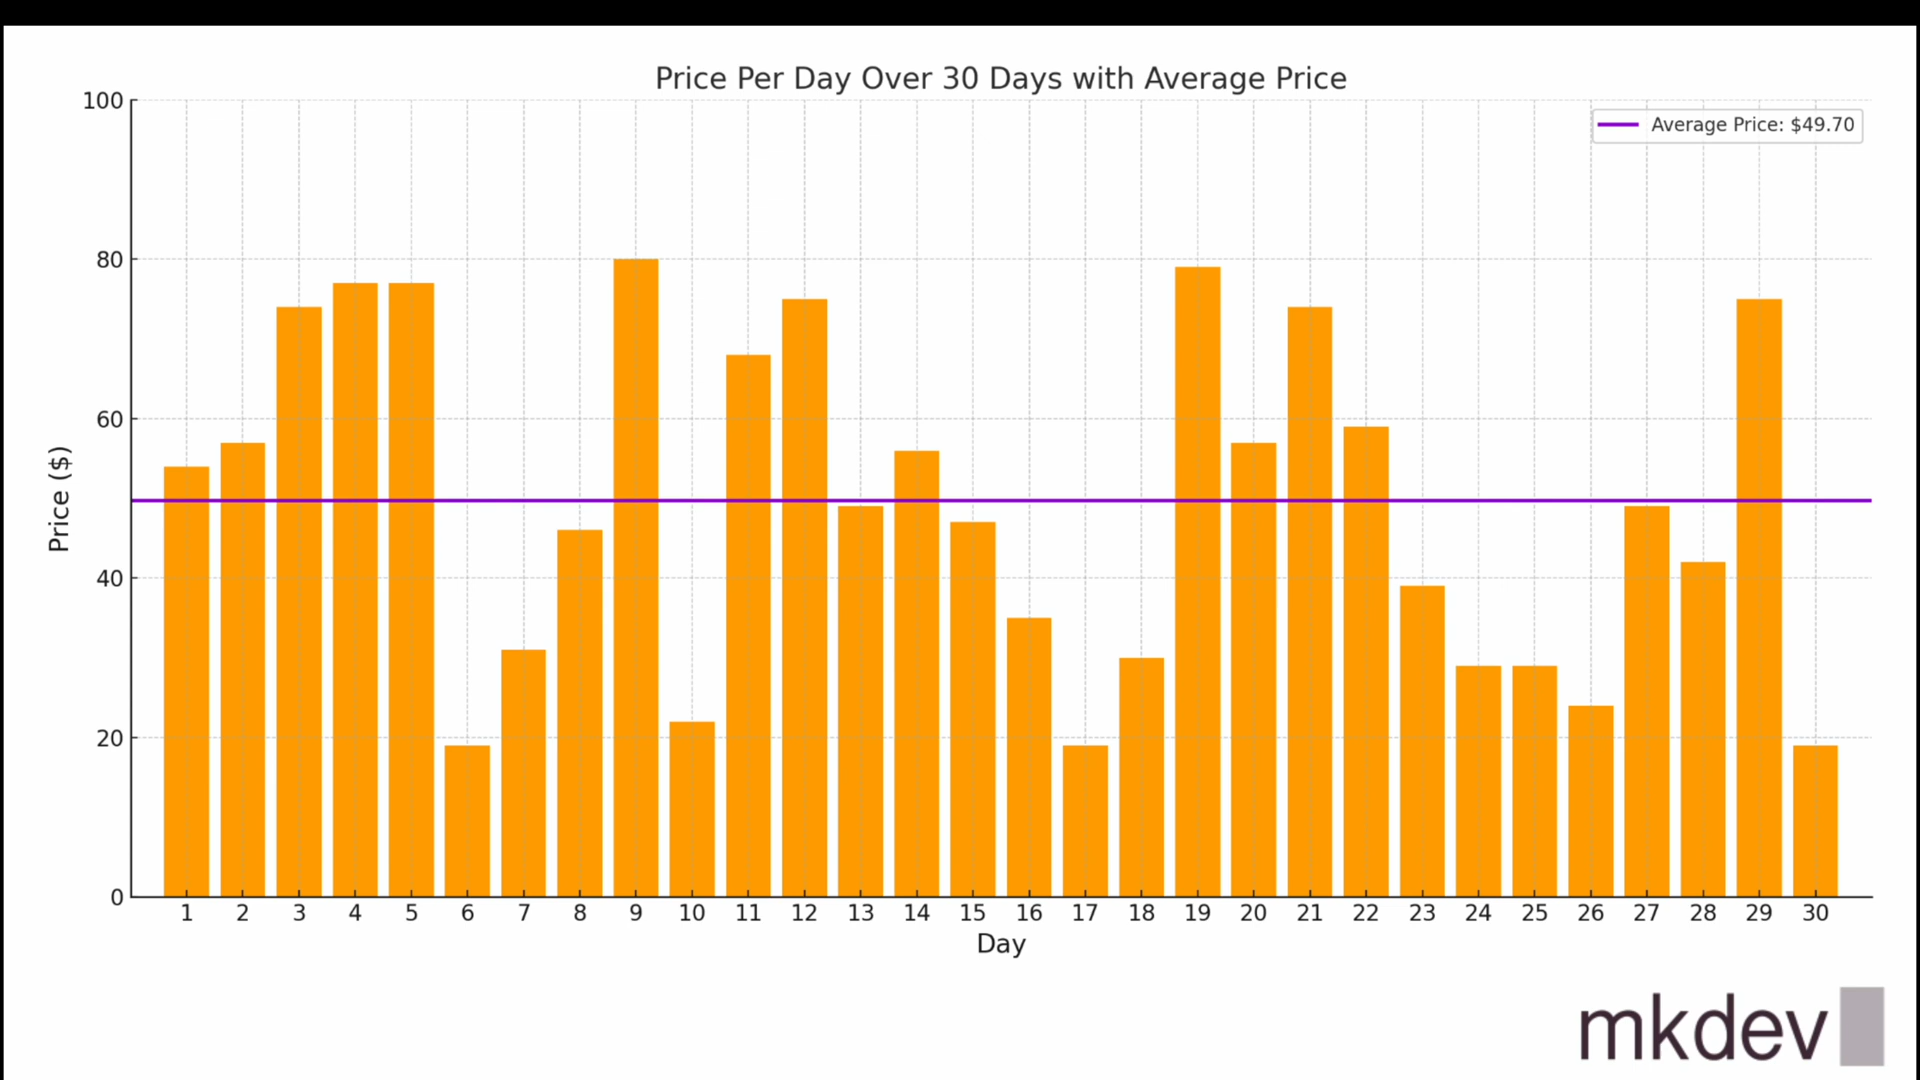 Price Per Day Over 30 Days with Average Price
Average Price: $49.70
100
80
60
40
20
0
Price ($)
1 2 3 4 5 6 7 8 9 10 11 12 13 14 15 16 17 18 19 20 21 22 23 24 25 26 27 28 29 30
Day
mkdev